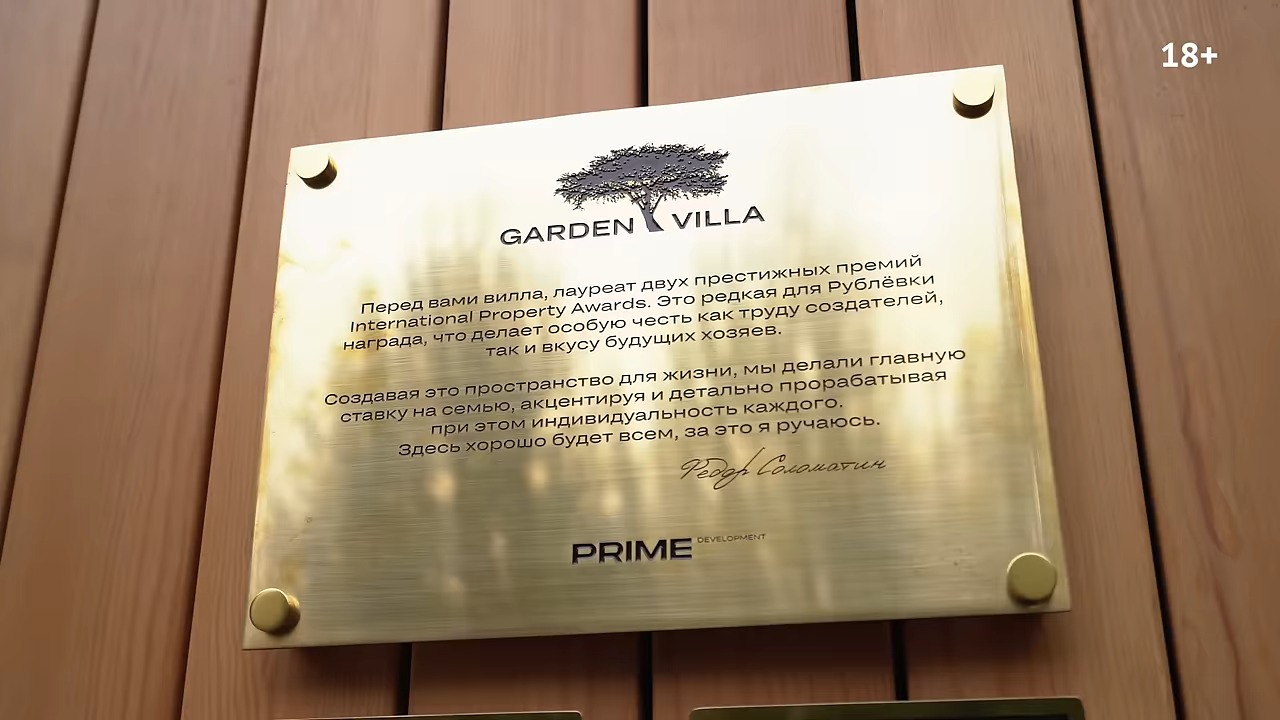 18+
GARDEN VILLA
Перед вами вилла, лауреат двух престижных премий
International Property Awards. Это редкая для Рублёвки
награда, что делает особую честь как труду создателей,
так и вкусу будущих хозяев.
Создавая это пространство для жизни, мы делали главную
ставку на семью, акцентируя и детально прорабатывая
при этом индивидуальность каждого.
Здесь хорошо будет всем, за это я ручаюсь.
Федор Соломатин
PRIME DEVELOPMENT